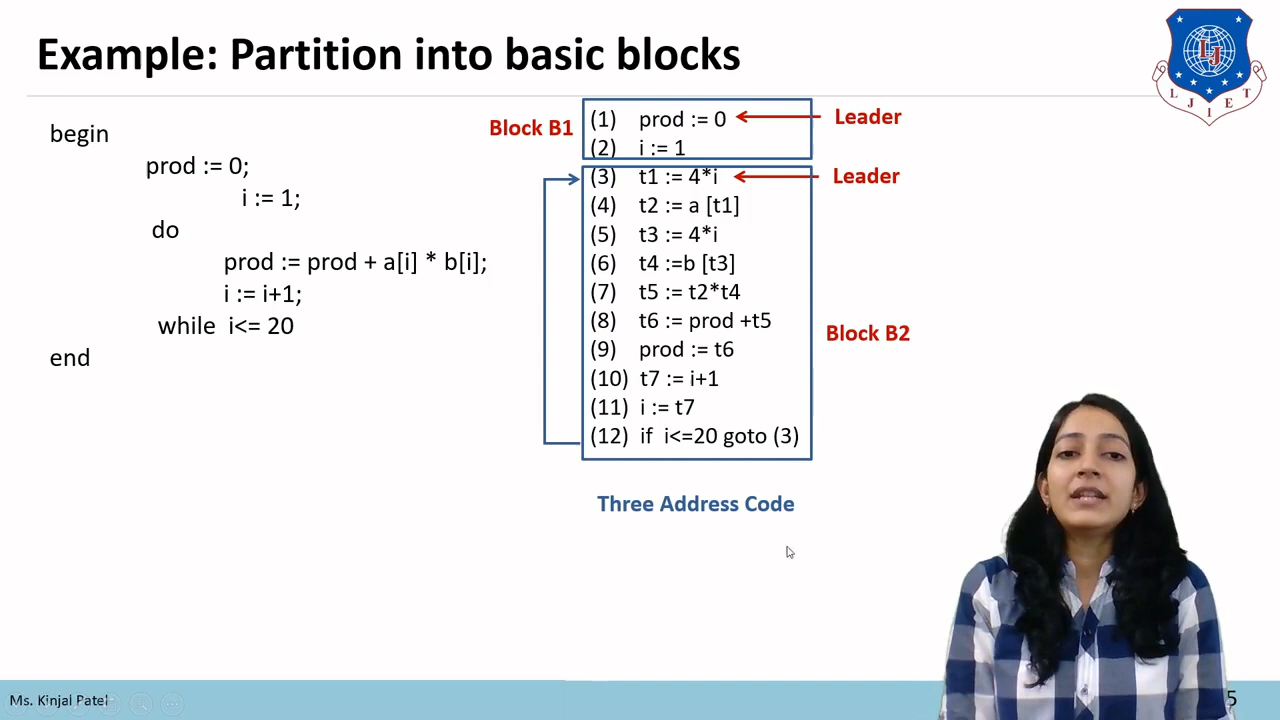 Example: Partition into basic blocks
L J I E T
LJ
begin
prod := 0;
i := 1;
do
prod := prod + a[i] * b[i];
i := i+1;
while i<= 20
end
Block B1
(1) prod := 0
Leader
(2) i := 1
(3) t1 := 4*i
Leader
(4) t2 := a [t1]
(5) t3 := 4*i
(6) t4 :=b [t3]
(7) t5 := t2*t4
(8) t6 := prod +t5
(9) prod := t6
(10) t7 := i+1
(11) i := t7
(12) if i<=20 goto (3)
Block B2
Three Address Code
Ms. Kinjal Patel
5